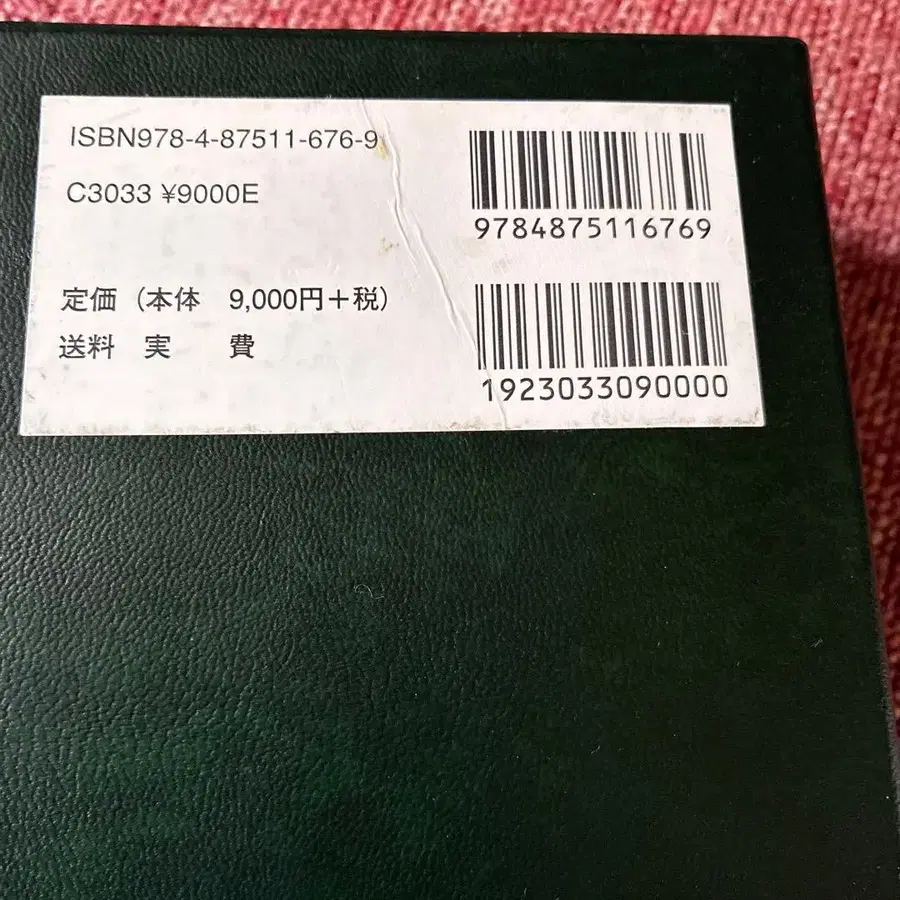 ISBN978-4-87511-676-9
C3033 ¥9000E
定価（本体　9,000円＋税）
送料　実　　費
9784875116769
1923033090000